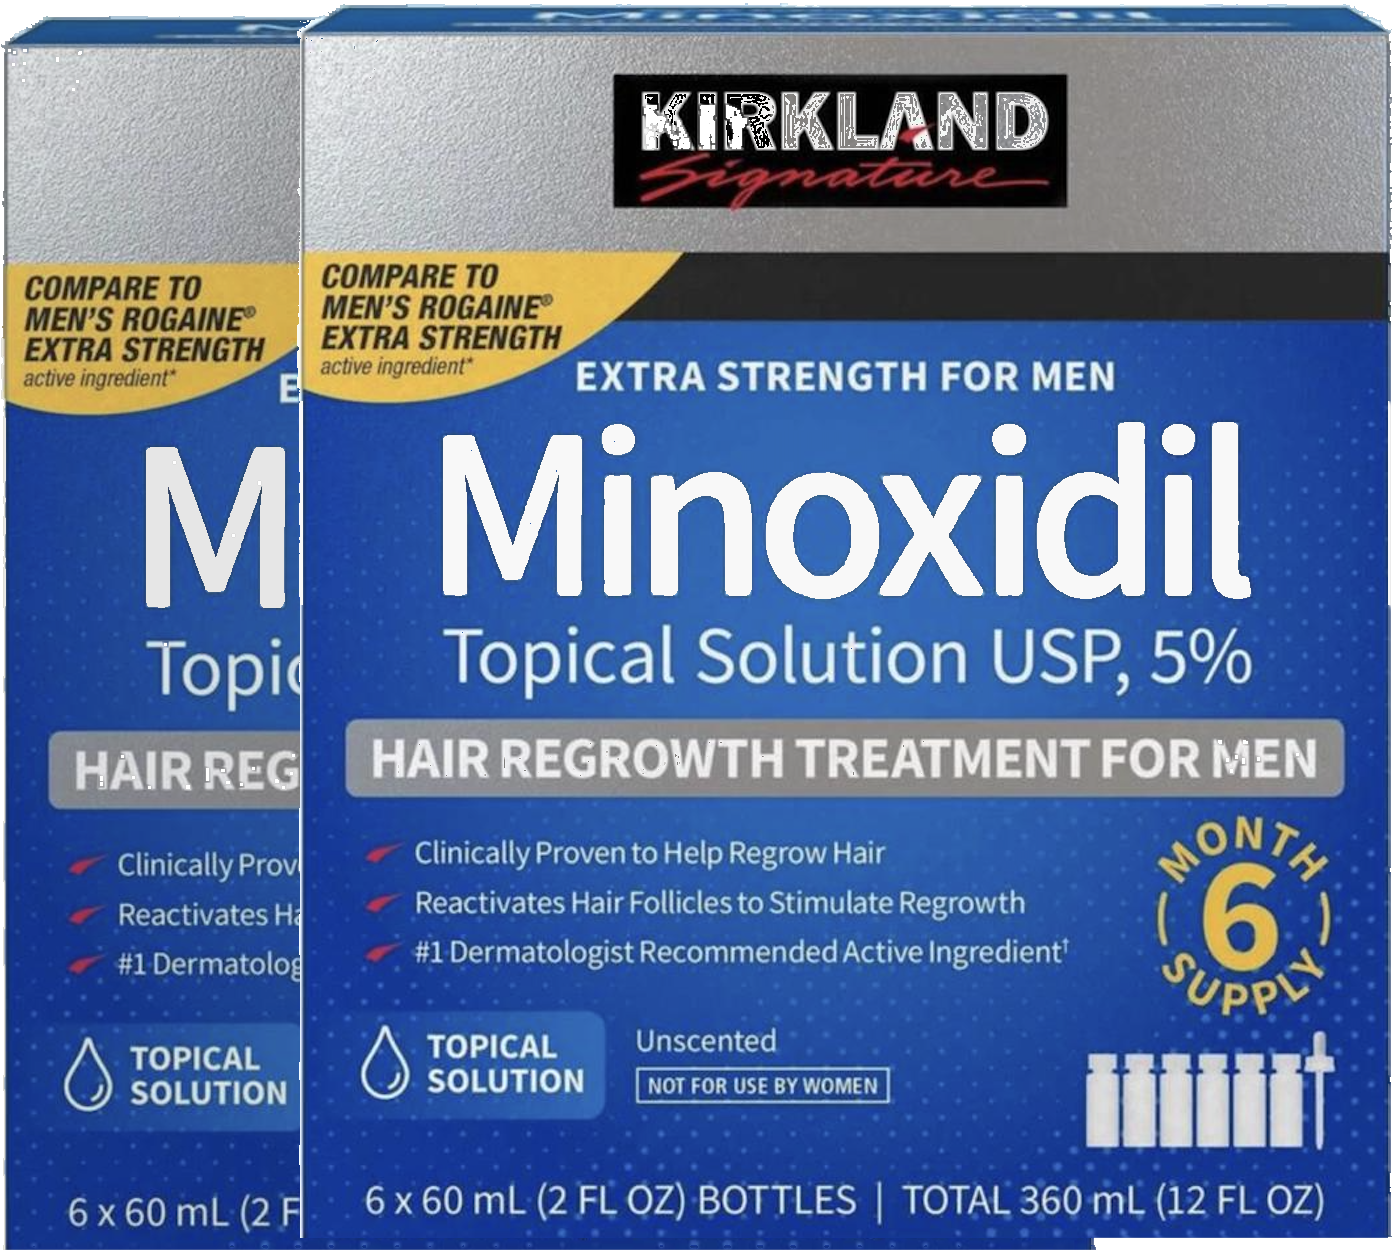 Minoxidil
KIRKLAND
Signature
COMPARE TO
MEN'S ROGAINE®
EXTRA STRENGTH
active ingredient*
EXTRA STRENGTH FOR MEN
Minoxidil
Topical Solution USP, 5%
HAIR REGROWTH TREATMENT FOR MEN
Clinically Proven to Help Regrow Hair
Reactivates Hair Follicles to Stimulate Regrowth
#1 Dermatologist Recommended Active Ingredient†
MONTH
6
SUPPLY
TOPICAL
SOLUTION
Unscented
NOT FOR USE BY WOMEN
6 x 60 mL (2 FL OZ) BOTTLES | TOTAL 360 mL (12 FL OZ)
COMPARE TO
MEN'S ROGAINE®
EXTRA STRENGTH
active ingredient*
E
M
Topic
HAIR REG
Clinically Prov
Reactivates Ha
#1 Dermatolog
TOPICAL
SOLUTION
6 x 60 mL (2 F